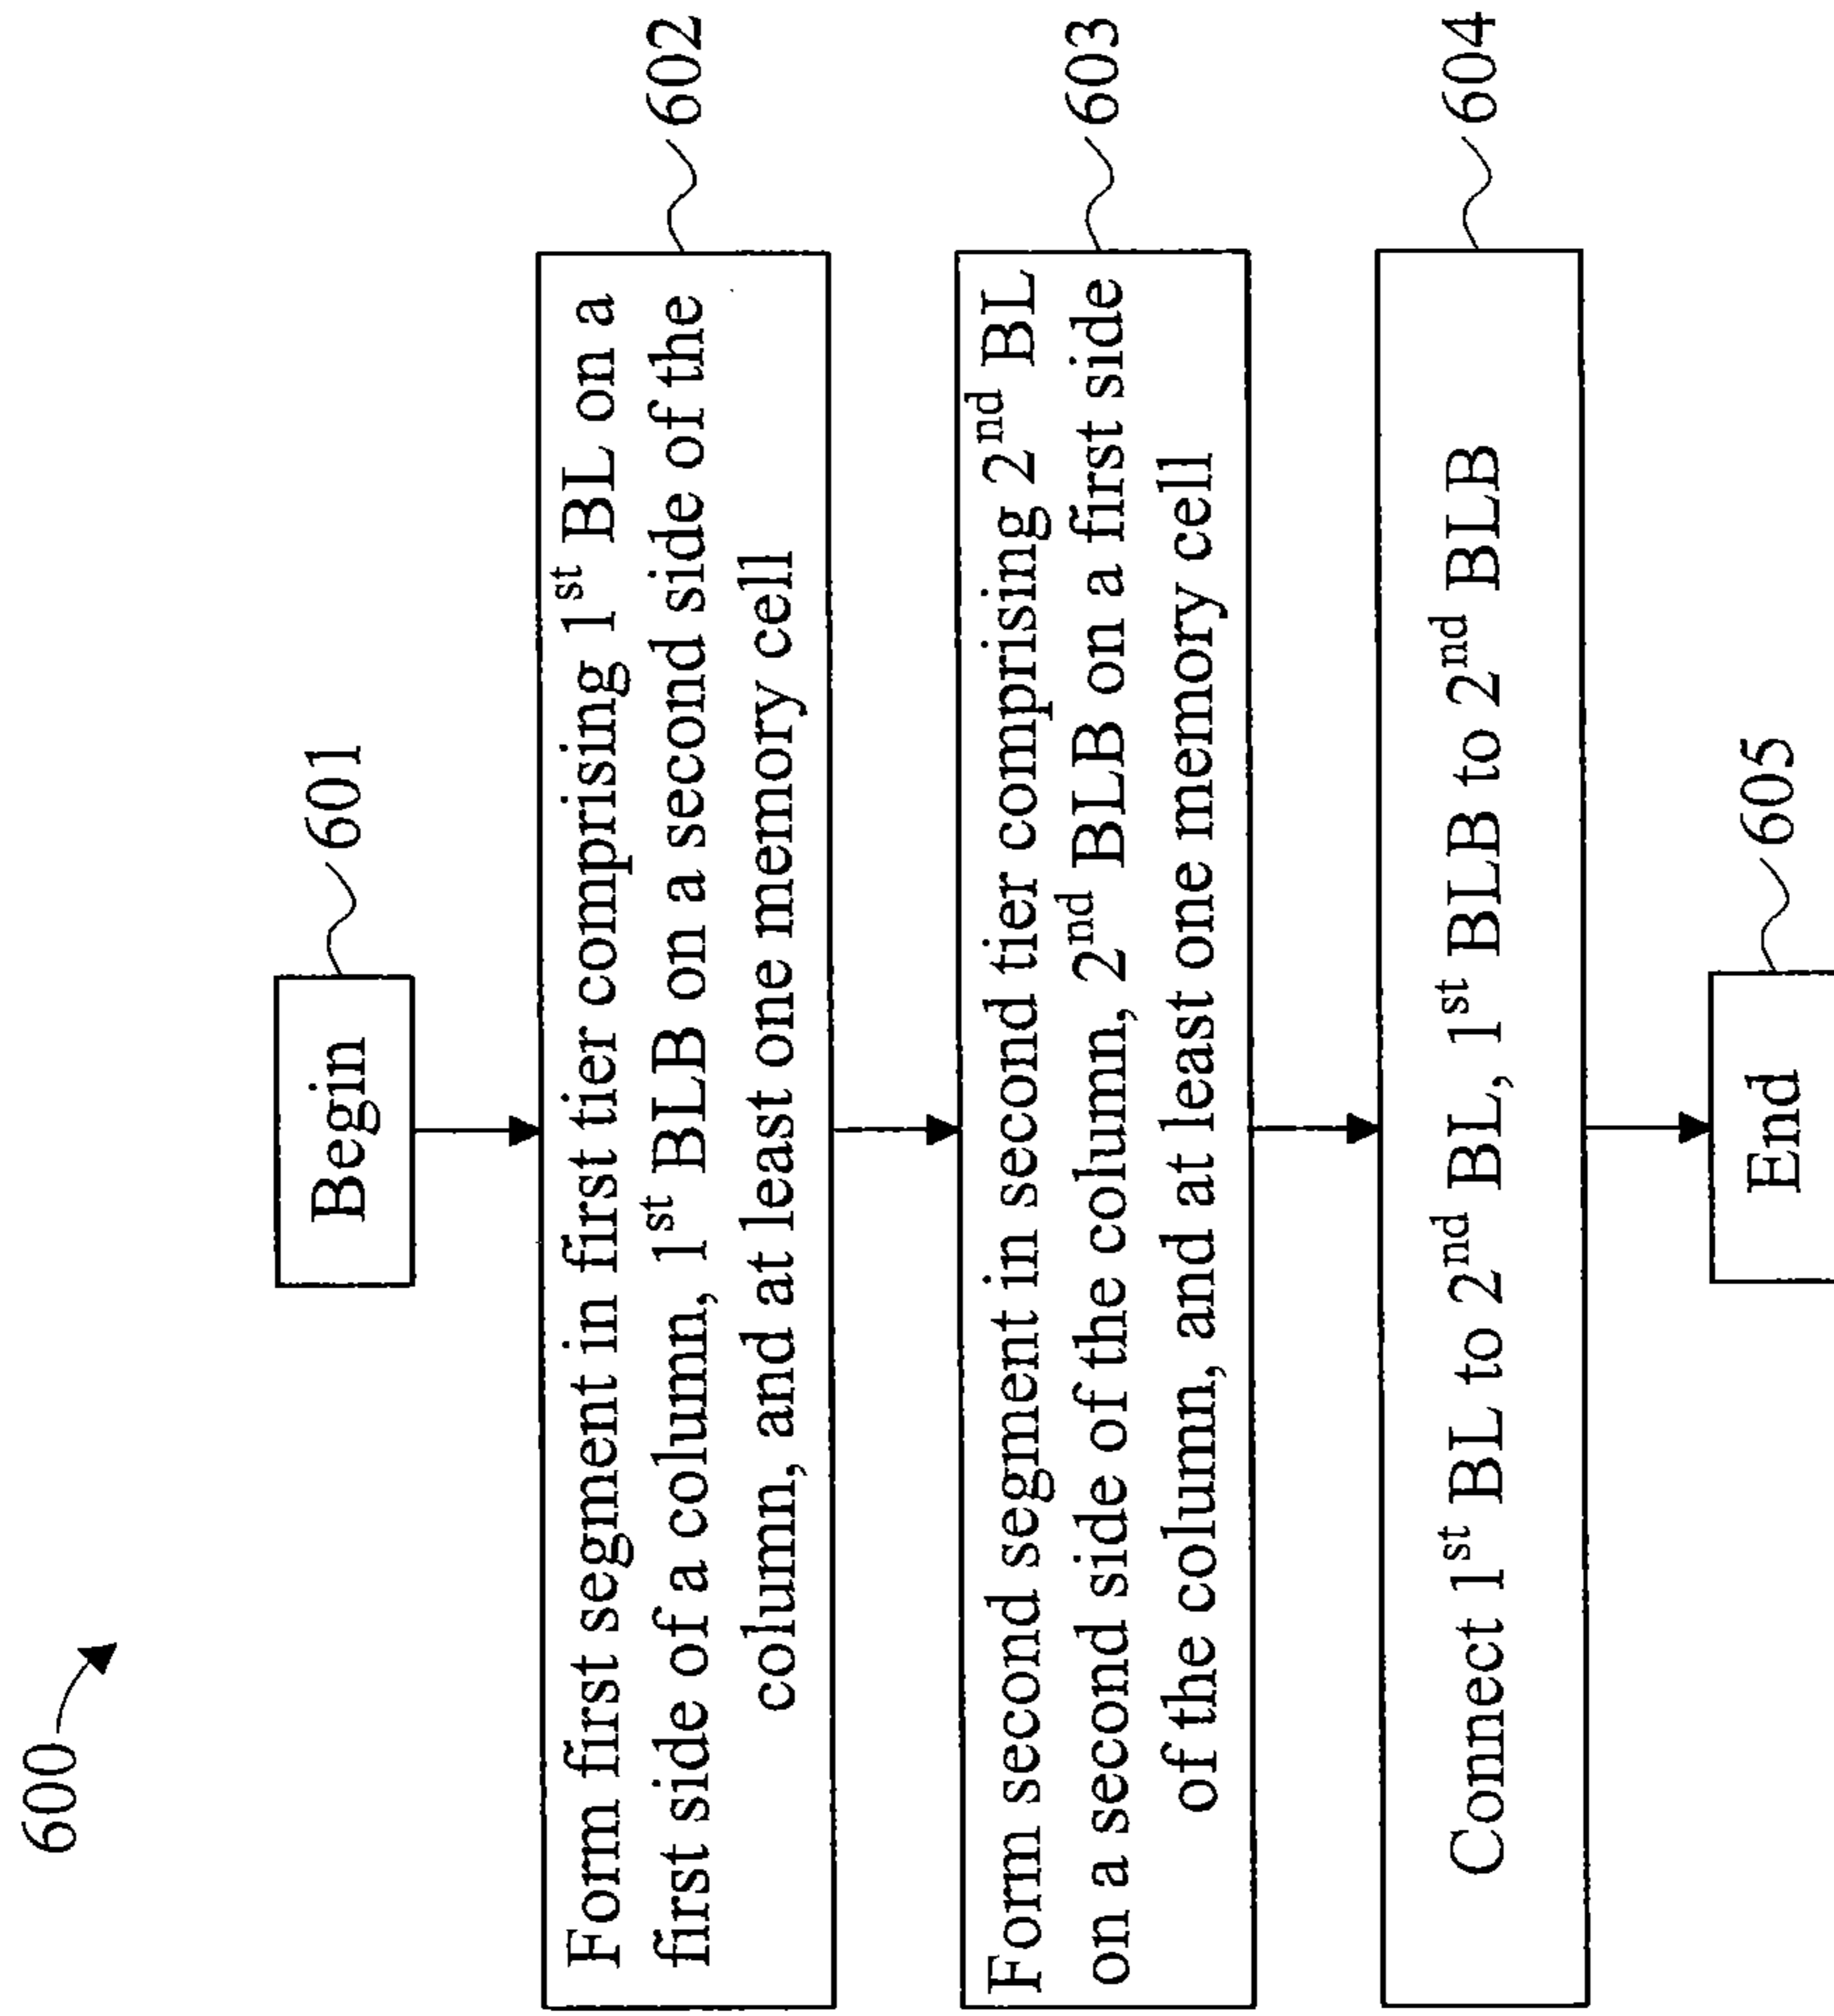 600
Begin
601
Form first segment in first tier comprising 1st BL on a
first side of a column, 1st BLB on a second side of the
column, and at least one memory cell
602
Form second segment in second tier comprising 2nd BL
on a second side of the column, 2nd BLB on a first side
of the column, and at least one memory cell
603
Connect 1st BL to 2nd BL, 1st BLB to 2nd BLB
604
End
605